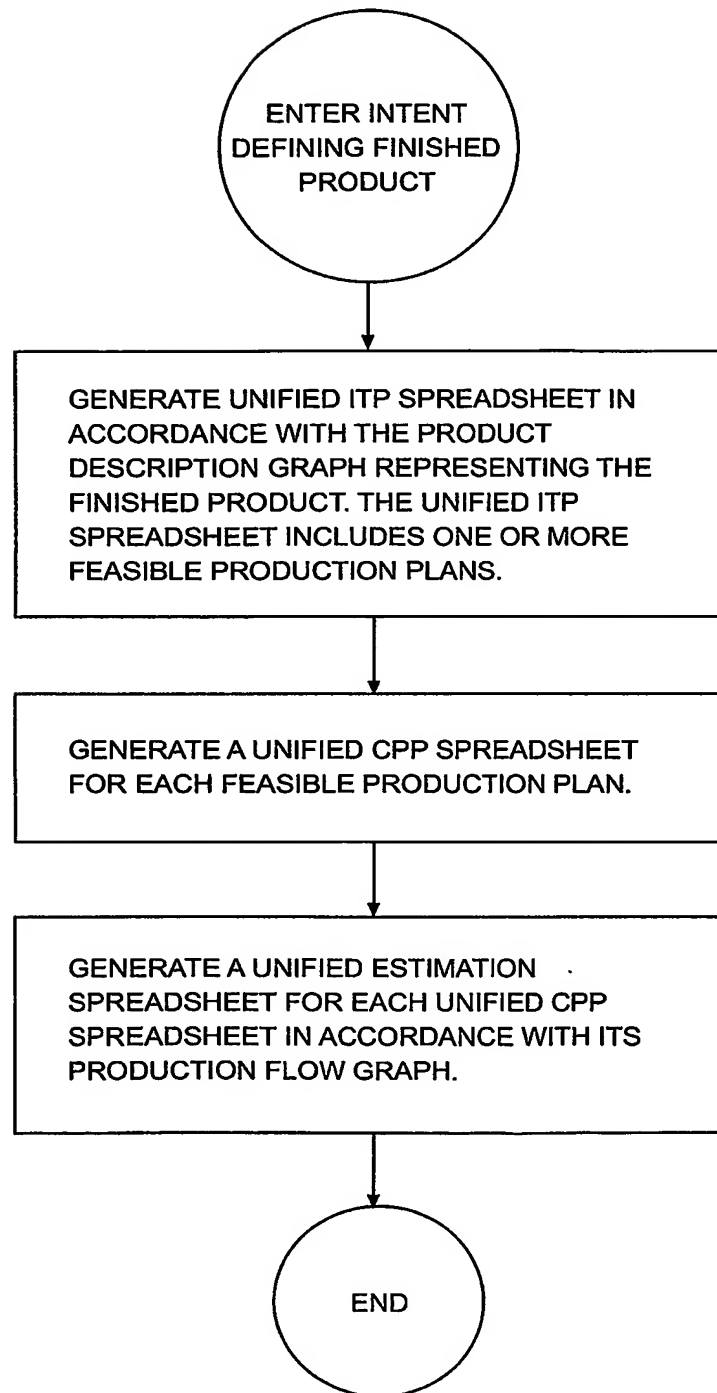 ENTER INTENT
DEFINING FINISHED
PRODUCT
GENERATE UNIFIED ITP SPREADSHEET IN
ACCORDANCE WITH THE PRODUCT
DESCRIPTION GRAPH REPRESENTING THE
FINISHED PRODUCT. THE UNIFIED ITP
SPREADSHEET INCLUDES ONE OR MORE
FEASIBLE PRODUCTION PLANS.
GENERATE A UNIFIED CPP SPREADSHEET
FOR EACH FEASIBLE PRODUCTION PLAN.
GENERATE A UNIFIED ESTIMATION
SPREADSHEET FOR EACH UNIFIED CPP
SPREADSHEET IN ACCORDANCE WITH ITS
PRODUCTION FLOW GRAPH.
END